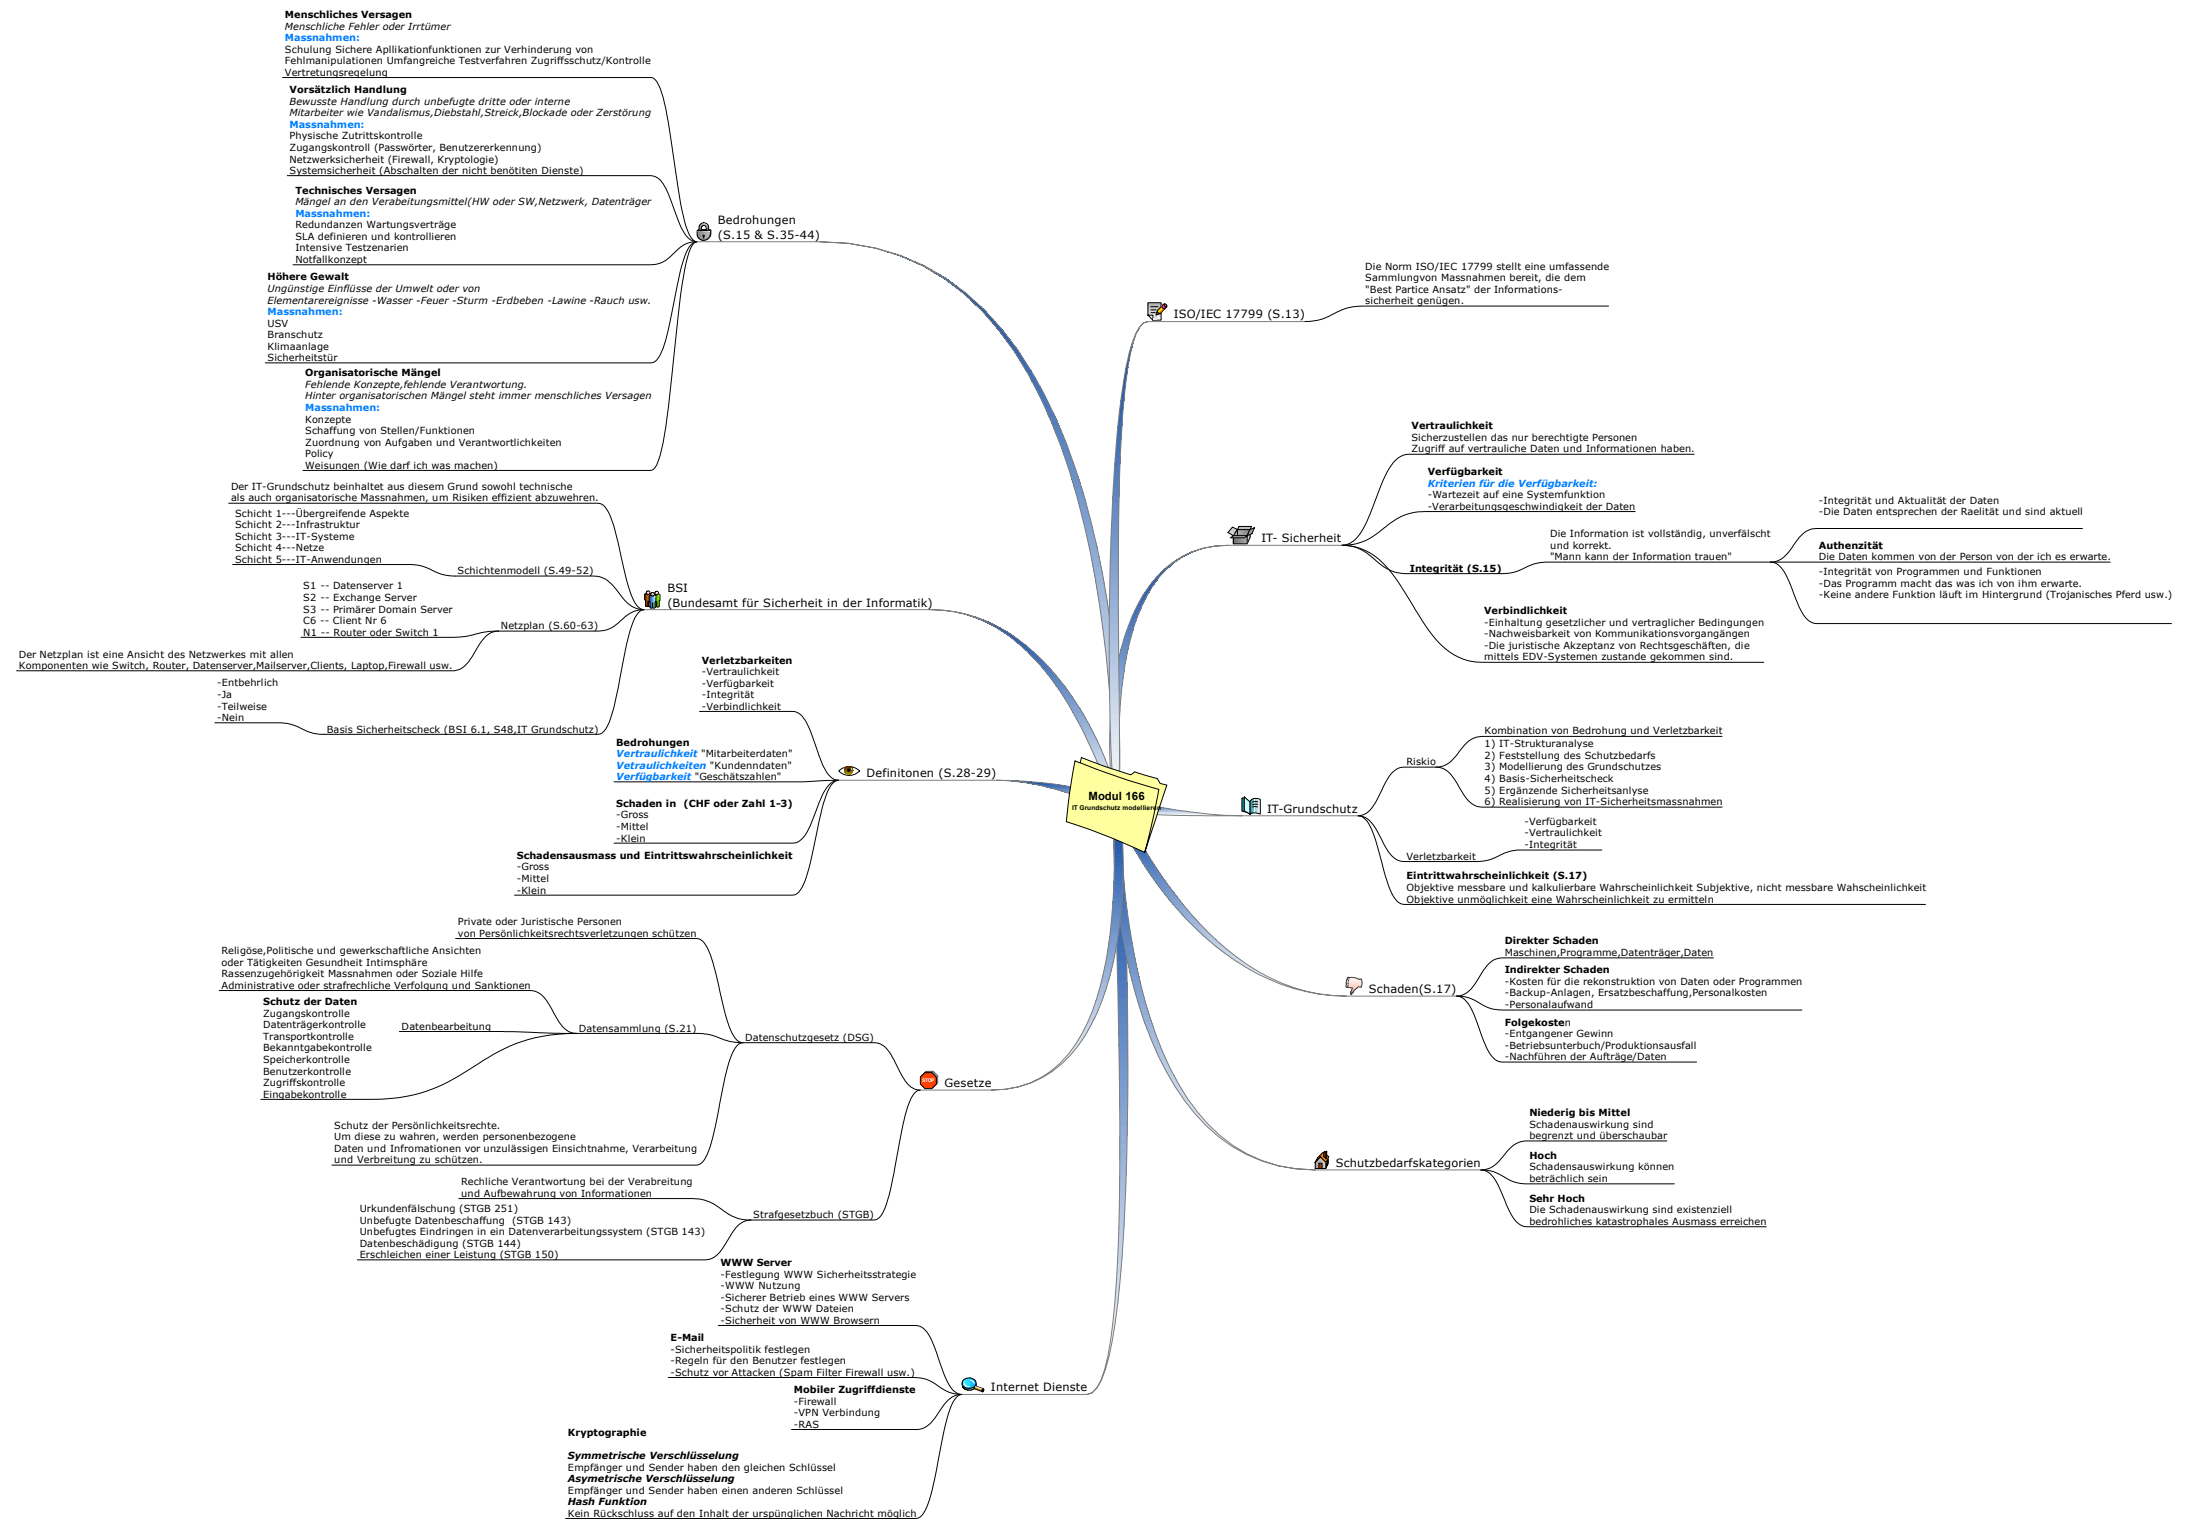 Modul 166
IT Grundschutz modellieren
Bedrohungen
(S.15 & S.35-44)
Menschliches Versagen
Menschliche Fehler oder Irrtümer
Massnahmen:
Schulung Sichere Apllikationfunktionen zur Verhinderung von
Fehlmanipulationen Umfangreiche Testverfahren Zugriffsschutz/Kontrolle
Vertretungsregelung
Vorsätzlich Handlung
Bewusste Handlung durch unbefugte dritte oder interne
Mitarbeiter wie Vandalismus,Diebstahl,Streick,Blockade oder Zerstörung
Massnahmen:
Physische Zutrittskontrolle
Zugangskontroll (Passwörter, Benutzererkennung)
Netzwerksicherheit (Firewall, Kryptologie)
Systemsicherheit (Abschalten der nicht benötiten Dienste)
Technisches Versagen
Mängel an den Verabeitungsmittel(HW oder SW,Netzwerk, Datenträger
Massnahmen:
Redundanzen Wartungsverträge
SLA definieren und kontrollieren
Intensive Testzenarien
Notfallkonzept
Höhere Gewalt
Ungünstige Einflüsse der Umwelt oder von
Elementarereignisse -Wasser -Feuer -Sturm -Erdbeben -Lawine -Rauch usw.
Massnahmen:
USV
Branschutz
Klimaanlage
Sicherheitstür
Organisatorische Mängel
Fehlende Konzepte,fehlende Verantwortung.
Hinter organisatorischen Mängel steht immer menschliches Versagen
Massnahmen:
Konzepte
Schaffung von Stellen/Funktionen
Zuordnung von Aufgaben und Verantwortlichkeiten
Policy
Weisungen (Wie darf ich was machen)
BSI
(Bundesamt für Sicherheit in der Informatik)
Der IT-Grundschutz beinhaltet aus diesem Grund sowohl technische
als auch organisatorische Massnahmen, um Risiken effizient abzuwehren.
Schichtenmodell (S.49-52)
Schicht 1---Übergreifende Aspekte
Schicht 2---Infrastruktur
Schicht 3---IT-Systeme
Schicht 4---Netze
Schicht 5---IT-Anwendungen
Netzplan (S.60-63)
S1 -- Datenserver 1
S2 -- Exchange Server
S3 -- Primärer Domain Server
C6 -- Client Nr 6
N1 -- Router oder Switch 1
Der Netzplan ist eine Ansicht des Netzwerkes mit allen
Komponenten wie Switch, Router, Datenserver,Mailserver,Clients, Laptop,Firewall usw.
Basis Sicherheitscheck (BSI 6.1, S48,IT Grundschutz)
-Entbehrlich
-Ja
-Teilweise
-Nein
Definitonen (S.28-29)
Verletzbarkeiten
-Vertraulichkeit
-Verfügbarkeit
-Integrität
-Verbindlichkeit
Bedrohungen
Vertraulichkeit "Mitarbeiterdaten"
Vetraulichkeiten "Kundenndaten"
Verfügbarkeit "Geschätszahlen"
Schaden in  (CHF oder Zahl 1-3)
-Gross
-Mittel
-Klein
Schadensausmass und Eintrittswahrscheinlichkeit
-Gross
-Mittel
-Klein
Gesetze
Datenschutzgesetz (DSG)
Private oder Juristische Personen
von Persönlichkeitsrechtsverletzungen schützen
Datensammlung (S.21)
Religöse,Politische und gewerkschaftliche Ansichten
oder Tätigkeiten Gesundheit Intimsphäre
Rassenzugehörigkeit Massnahmen oder Soziale Hilfe
Administrative oder strafrechliche Verfolgung und Sanktionen
Datenbearbeitung
Schutz der Daten
Zugangskontrolle
Datenträgerkontrolle
Transportkontrolle
Bekanntgabekontrolle
Speicherkontrolle
Benutzerkontrolle
Zugriffskontrolle
Eingabekontrolle
Schutz der Persönlichkeitsrechte.
Um diese zu wahren, werden personenbezogene
Daten und Infromationen vor unzulässigen Einsichtnahme, Verarbeitung
und Verbreitung zu schützen.
Strafgesetzbuch (STGB)
Rechliche Verantwortung bei der Verabreitung
und Aufbewahrung von Informationen
Urkundenfälschung (STGB 251)
Unbefugte Datenbeschaffung  (STGB 143)
Unbefugtes Eindringen in ein Datenverarbeitungssystem (STGB 143)
Datenbeschädigung (STGB 144)
Erschleichen einer Leistung (STGB 150)
STOP
Internet Dienste
WWW Server
-Festlegung WWW Sicherheitsstrategie
-WWW Nutzung
-Sicherer Betrieb eines WWW Servers
-Schutz der WWW Dateien
-Sicherheit von WWW Browsern
E-Mail
-Sicherheitspolitik festlegen
-Regeln für den Benutzer festlegen
-Schutz vor Attacken (Spam Filter Firewall usw.)
Mobiler Zugriffdienste
-Firewall
-VPN Verbindung
-RAS
Kryptographie
Symmetrische Verschlüsselung
Empfänger und Sender haben den gleichen Schlüssel
Asymetrische Verschlüsselung
Empfänger und Sender haben einen anderen Schlüssel
Hash Funktion
Kein Rückschluss auf den Inhalt der urspünglichen Nachricht möglich
ISO/IEC 17799 (S.13)
Die Norm ISO/IEC 17799 stellt eine umfassende
Sammlungvon Massnahmen bereit, die dem
"Best Partice Ansatz" der Informations-
sicherheit genügen.
IT- Sicherheit
Vertraulichkeit
Sicherzustellen das nur berechtigte Personen
Zugriff auf vertrauliche Daten und Informationen haben.
Verfügbarkeit
Kriterien für die Verfügbarkeit:
-Wartezeit auf eine Systemfunktion
-Verarbeitungsgeschwindigkeit der Daten
Integrität (S.15)
Die Information ist vollständig, unverfälscht
und korrekt.
"Mann kann der Information trauen"
-Integrität und Aktualität der Daten
-Die Daten entsprechen der Raelität und sind aktuell
Authenzität
Die Daten kommen von der Person von der ich es erwarte.
-Integrität von Programmen und Funktionen
-Das Programm macht das was ich von ihm erwarte.
-Keine andere Funktion läuft im Hintergrund (Trojanisches Pferd usw.)
Verbindlichkeit
-Einhaltung gesetzlicher und vertraglicher Bedingungen
-Nachweisbarkeit von Kommunikationsvorgangängen
-Die juristische Akzeptanz von Rechtsgeschäften, die
mittels EDV-Systemen zustande gekommen sind.
IT-Grundschutz
Riskio
Kombination von Bedrohung und Verletzbarkeit
1) IT-Strukturanalyse
2) Feststellung des Schutzbedarfs
3) Modellierung des Grundschutzes
4) Basis-Sicherheitscheck
5) Ergänzende Sicherheitsanlyse
6) Realisierung von IT-Sicherheitsmassnahmen
Verletzbarkeit
-Verfügbarkeit
-Vertraulichkeit
-Integrität
Eintrittwahrscheinlichkeit (S.17)
Objektive messbare und kalkulierbare Wahrscheinlichkeit Subjektive, nicht messbare Wahscheinlichkeit
Objektive unmöglichkeit eine Wahrscheinlichkeit zu ermitteln
Schaden(S.17)
Direkter Schaden
Maschinen,Programme,Datenträger,Daten
Indirekter Schaden
-Kosten für die rekonstruktion von Daten oder Programmen
-Backup-Anlagen, Ersatzbeschaffung,Personalkosten
-Personalaufwand
Folgekosten
-Entgangener Gewinn
-Betriebsunterbuch/Produktionsausfall
-Nachführen der Aufträge/Daten
Schutzbedarfskategorien
Niederig bis Mittel
Schadenauswirkung sind
begrenzt und überschaubar
Hoch
Schadensauswirkung können
beträchlich sein
Sehr Hoch
Die Schadenauswirkung sind existenziell
bedrohliches katastrophales Ausmass erreichen